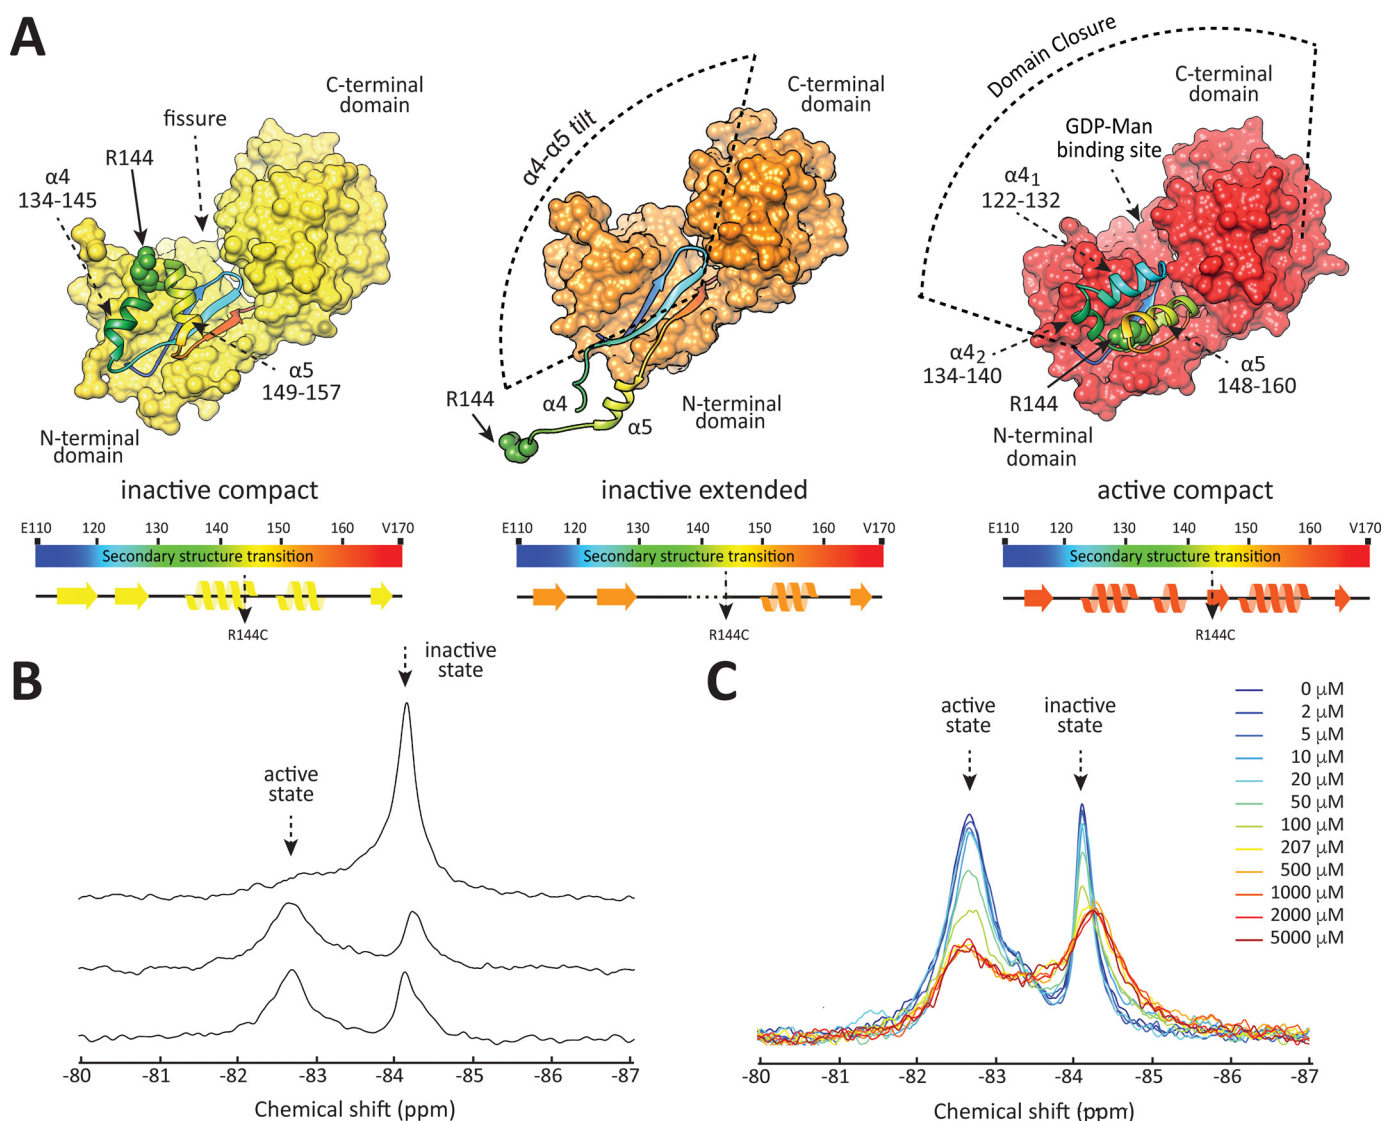 A
C-terminal
domain
fissure
R144
α4
134-145
α5
149-157
N-terminal
domain
inactive compact
α4-α5 tilt
C-terminal
domain
R144
α4
α5
N-terminal
domain
inactive extended
Domain Closure
C-terminal
domain
GDP-Man
binding site
α4₁
122-132
α4₂
134-140
R144
α5
148-160
N-terminal
domain
active compact
E110 120 130 140 150 160 V170
Secondary structure transition
R144C
E110 120 130 140 150 160 V170
Secondary structure transition
R144C
E110 120 130 140 150 160 V170
Secondary structure transition
R144C
B
inactive
state
active
state
-80 -81 -82 -83 -84 -85 -86 -87
Chemical shift (ppm)
C
active
state
inactive
state
0 μM
2 μM
5 μM
10 μM
20 μM
50 μM
100 μM
207 μM
500 μM
1000 μM
2000 μM
5000 μM
-80 -81 -82 -83 -84 -85 -86 -87
Chemical shift (ppm)